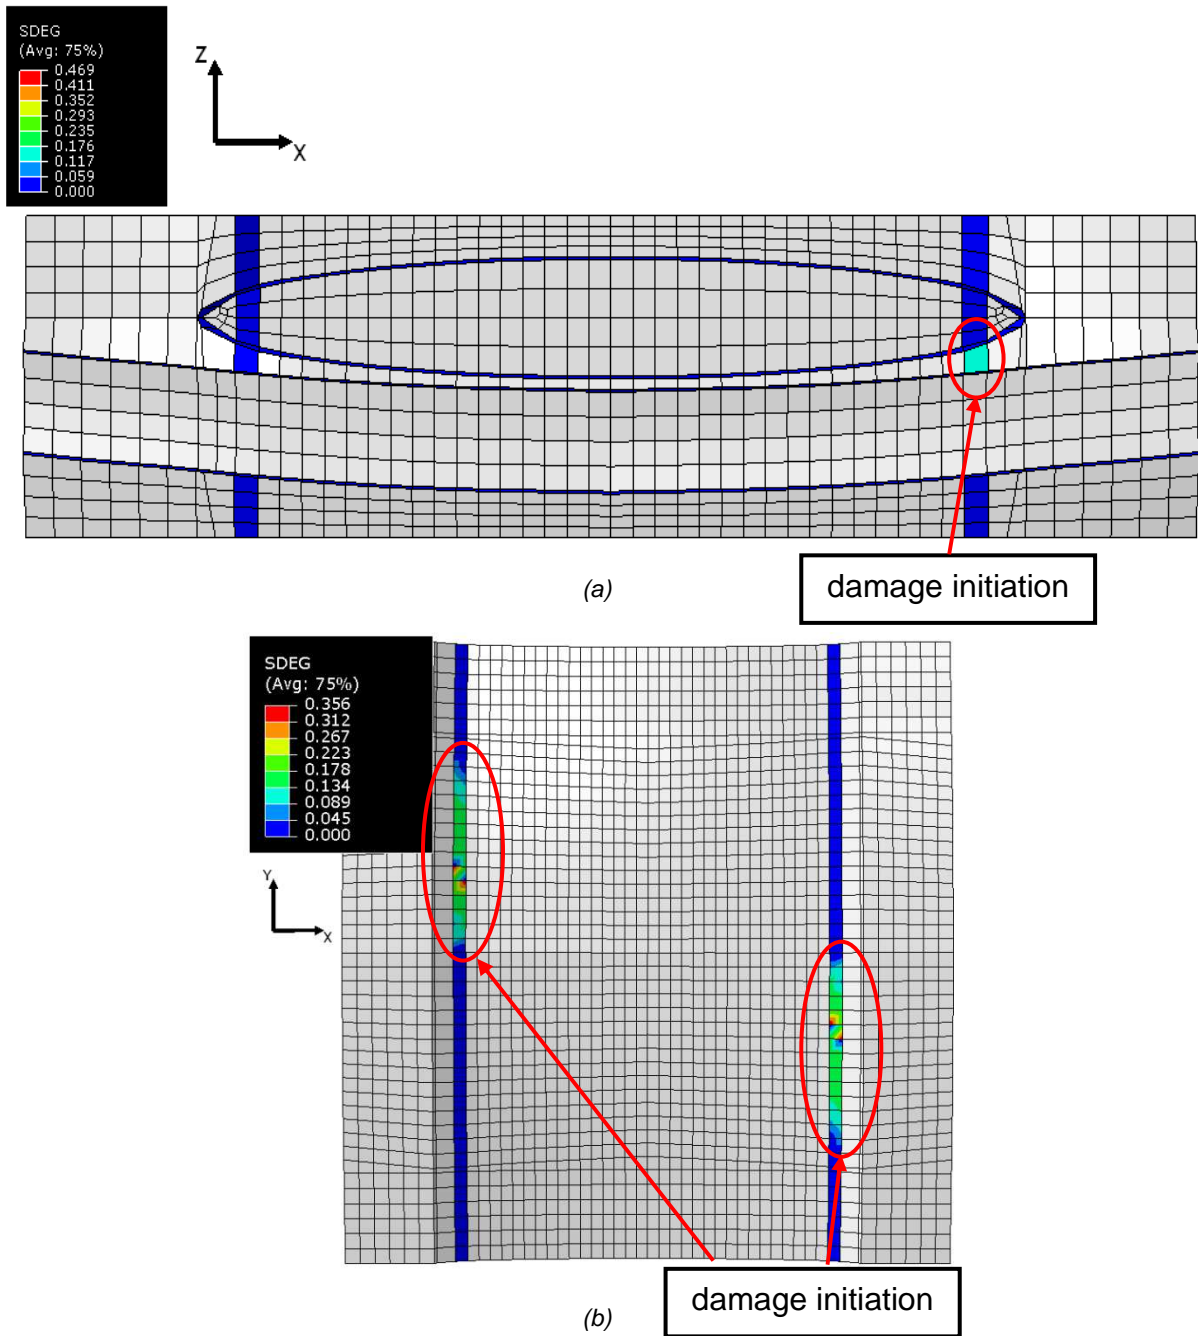 SDEG
(Avg: 75%)
0.469
0.411
0.352
0.293
0.235
0.176
0.117
0.059
0.000
Z
X
damage initiation
(a)
SDEG
(Avg: 75%)
0.356
0.312
0.267
0.223
0.178
0.134
0.089
0.045
0.000
Y
X
damage initiation
(b)